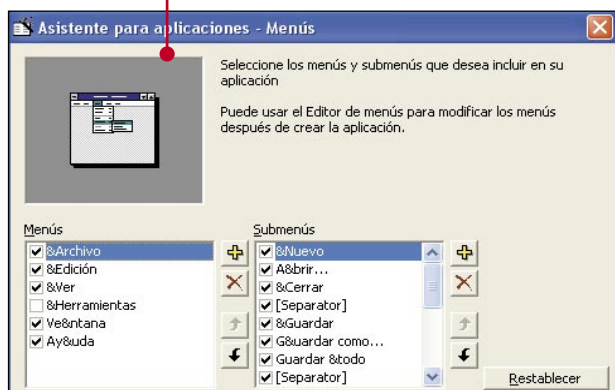 Asistente para aplicaciones - Menús
Seleccione los menús y submenús que desea incluir en su
aplicación
Puede usar el Editor de menús para modificar los menús
después de crear la aplicación.
Menús
&Archivo
&Edición
&Ver
&Herramientas
Ve&ntana
Ay&uda
Submenús
&Nuevo
A&brir...
&Cerrar
[Separator]
&Guardar
G&uardar como...
Guardar &todo
[Separator]
Restablecer